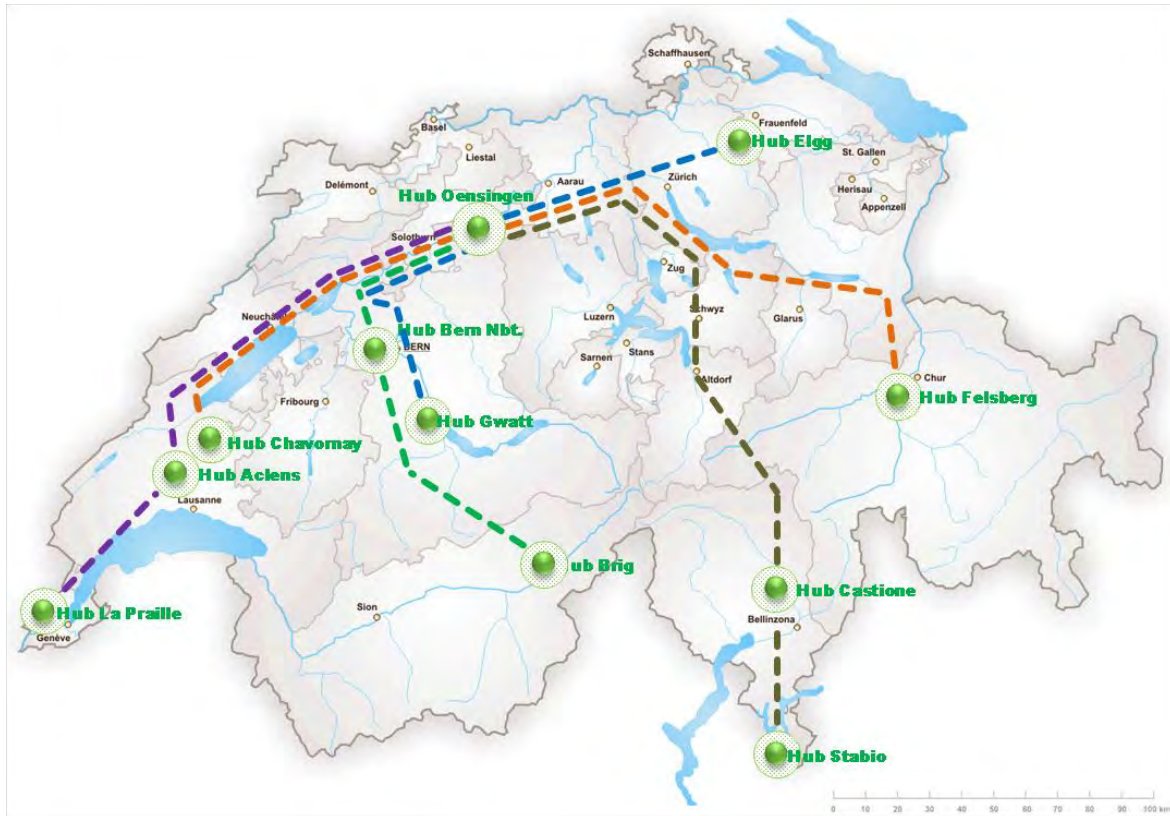 Schaffhausen
Basel
Frauenfeld
Hub Elgg
Liestal
St. Gallen
Delémont
Aarau
Zürich
Herisau
Hub Oensingen
Appenzell
Solothurn
Zug
Neuchâ
Luzern
Schwyz
Glarus
Hub Bern Nbt.
BERN
Stans
Sarnen
Altdorf
Chur
Fribourg
Hub Felsberg
Hub Gwatt
Hub Chavornay
Hub Aclens
Lausanne
ub Brig
Hub Castione
Sion
Hub La Praille
Bellinzona
Genève
Hub Stabio
0 10 20 30 40 50 60 70 80 90 100 km